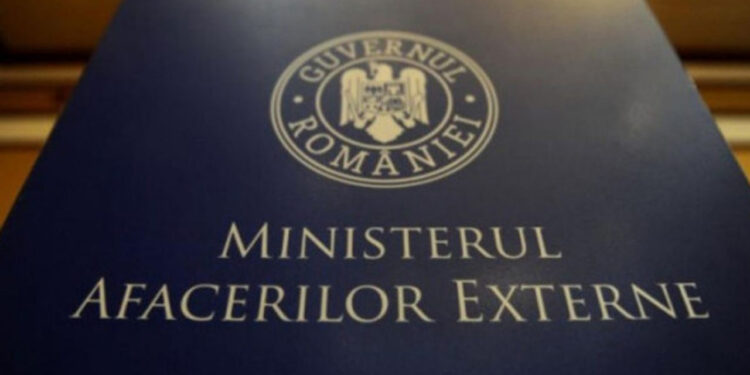 GUVERNUL
ROMÂNIEI
MINISTERUL
AFACERILOR EXTERNE